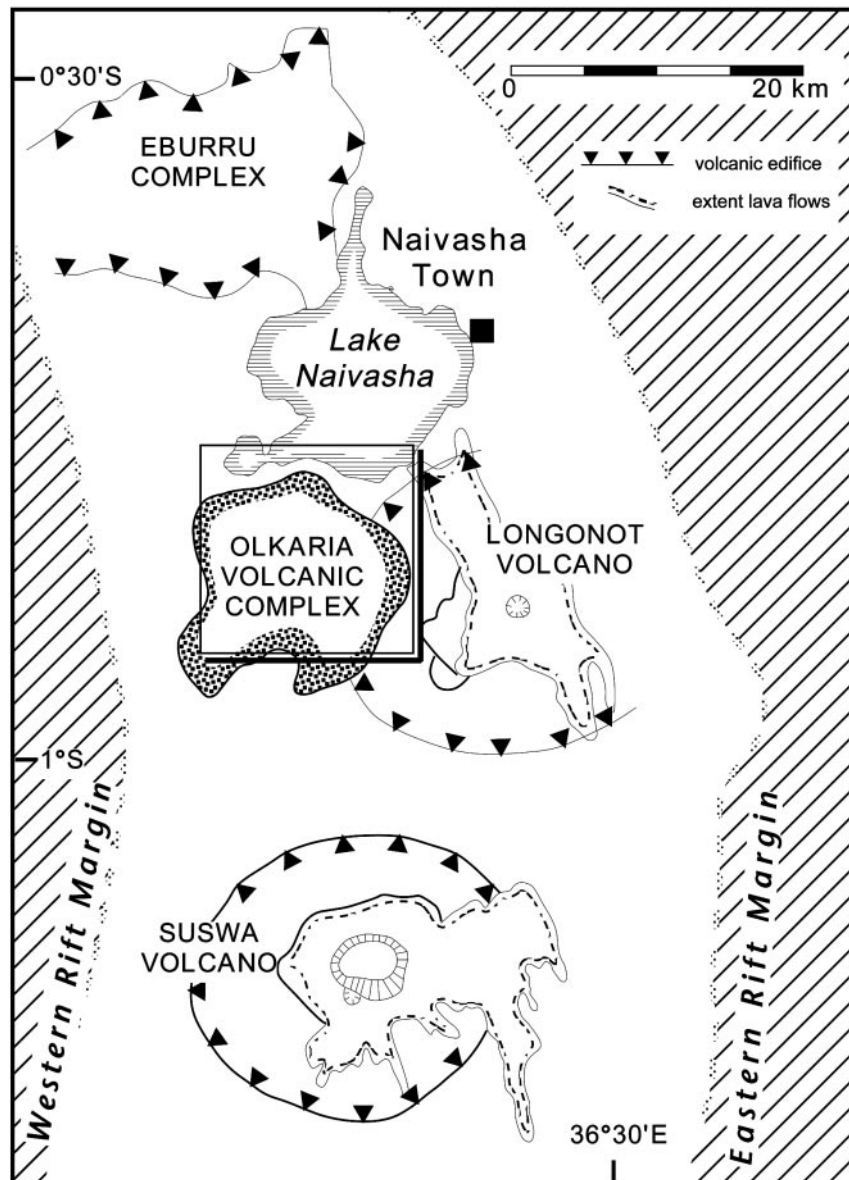 0°30'S
0
20 km
volcanic edifice
extent lava flows
EBURRU
COMPLEX
Naivasha
Town
Lake
Naivasha
OLKARIA
VOLCANIC
COMPLEX
LONGONOT
VOLCANO
1°S
Western Rift Margin
Eastern Rift Margin
SUSWA
VOLCANO
36°30'E